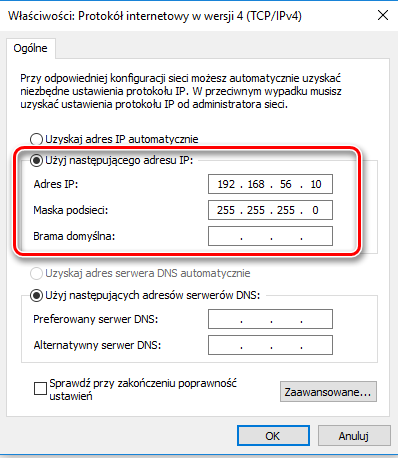 Właściwości: Protokół internetowy w wersji 4 (TCP/IPv4)
Ogólne
Przy odpowiedniej konfiguracji sieci możesz automatycznie uzyskać
niezbędne ustawienia protokołu IP. W przeciwnym wypadku musisz
uzyskać ustawienia protokołu IP od administratora sieci.
Uzyskaj adres IP automatycznie
Użyj następującego adresu IP:
Adres IP: 192 . 168 . 56 . 10
Maska podsieci: 255 . 255 . 255 . 0
Brama domyślna: . . .
Uzyskaj adres serwera DNS automatycznie
Użyj następujących adresów serwerów DNS:
Preferowany serwer DNS: . . .
Alternatywny serwer DNS: . . .
Sprawdź przy zakończeniu poprawność
ustawień
Zaawansowane...
OK Anuluj